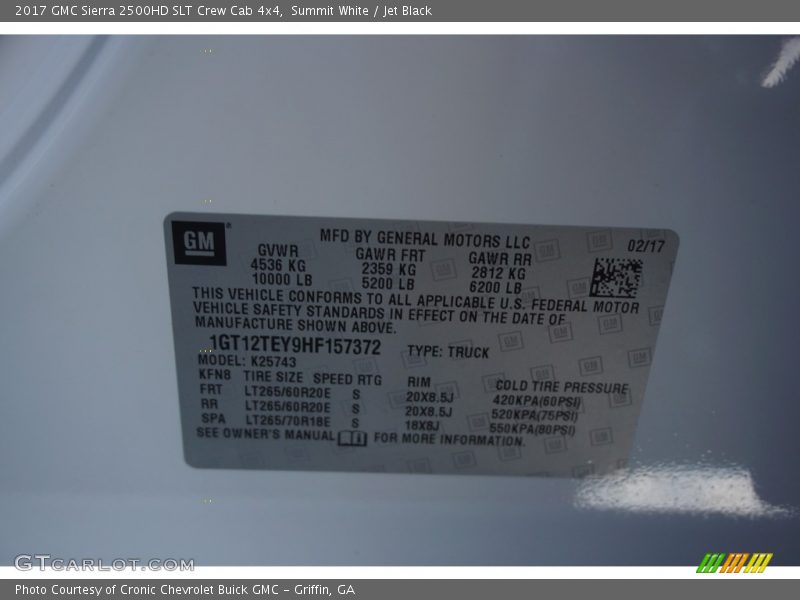 2017 GMC Sierra 2500HD SLT Crew Cab 4x4,  Summit White / Jet Black
GM
MFD BY GENERAL MOTORS LLC
02/17
GVWR GAWR FRT GAWR RR
4536 KG 2359 KG 2812 KG
10000 LB 5200 LB 6200 LB
THIS VEHICLE CONFORMS TO ALL APPLICABLE U.S. FEDERAL MOTOR
VEHICLE SAFETY STANDARDS IN EFFECT ON THE DATE OF
MANUFACTURE SHOWN ABOVE.
1GT12TEY9HF157372 TYPE: TRUCK
MODEL: K25743
KFN8 TIRE SIZE SPEED RTG RIM COLD TIRE PRESSURE
FRT LT265/60R20E S 20X8.5J 420KPA(60PSI)
RR LT265/60R20E S 20X8.5J 520KPA(75PSI)
SPA LT265/70R18E S 18X8J 550KPA(80PSI)
SEE OWNER'S MANUAL FOR MORE INFORMATION.
GTCARLOT.COM
Photo Courtesy of Cronic Chevrolet Buick GMC - Griffin, GA